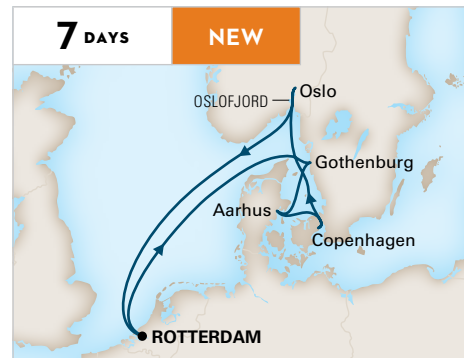 7 DAYS
NEW
Oslo
OSLOFJORD
Gothenburg
Aarhus
Copenhagen
ROTTERDAM